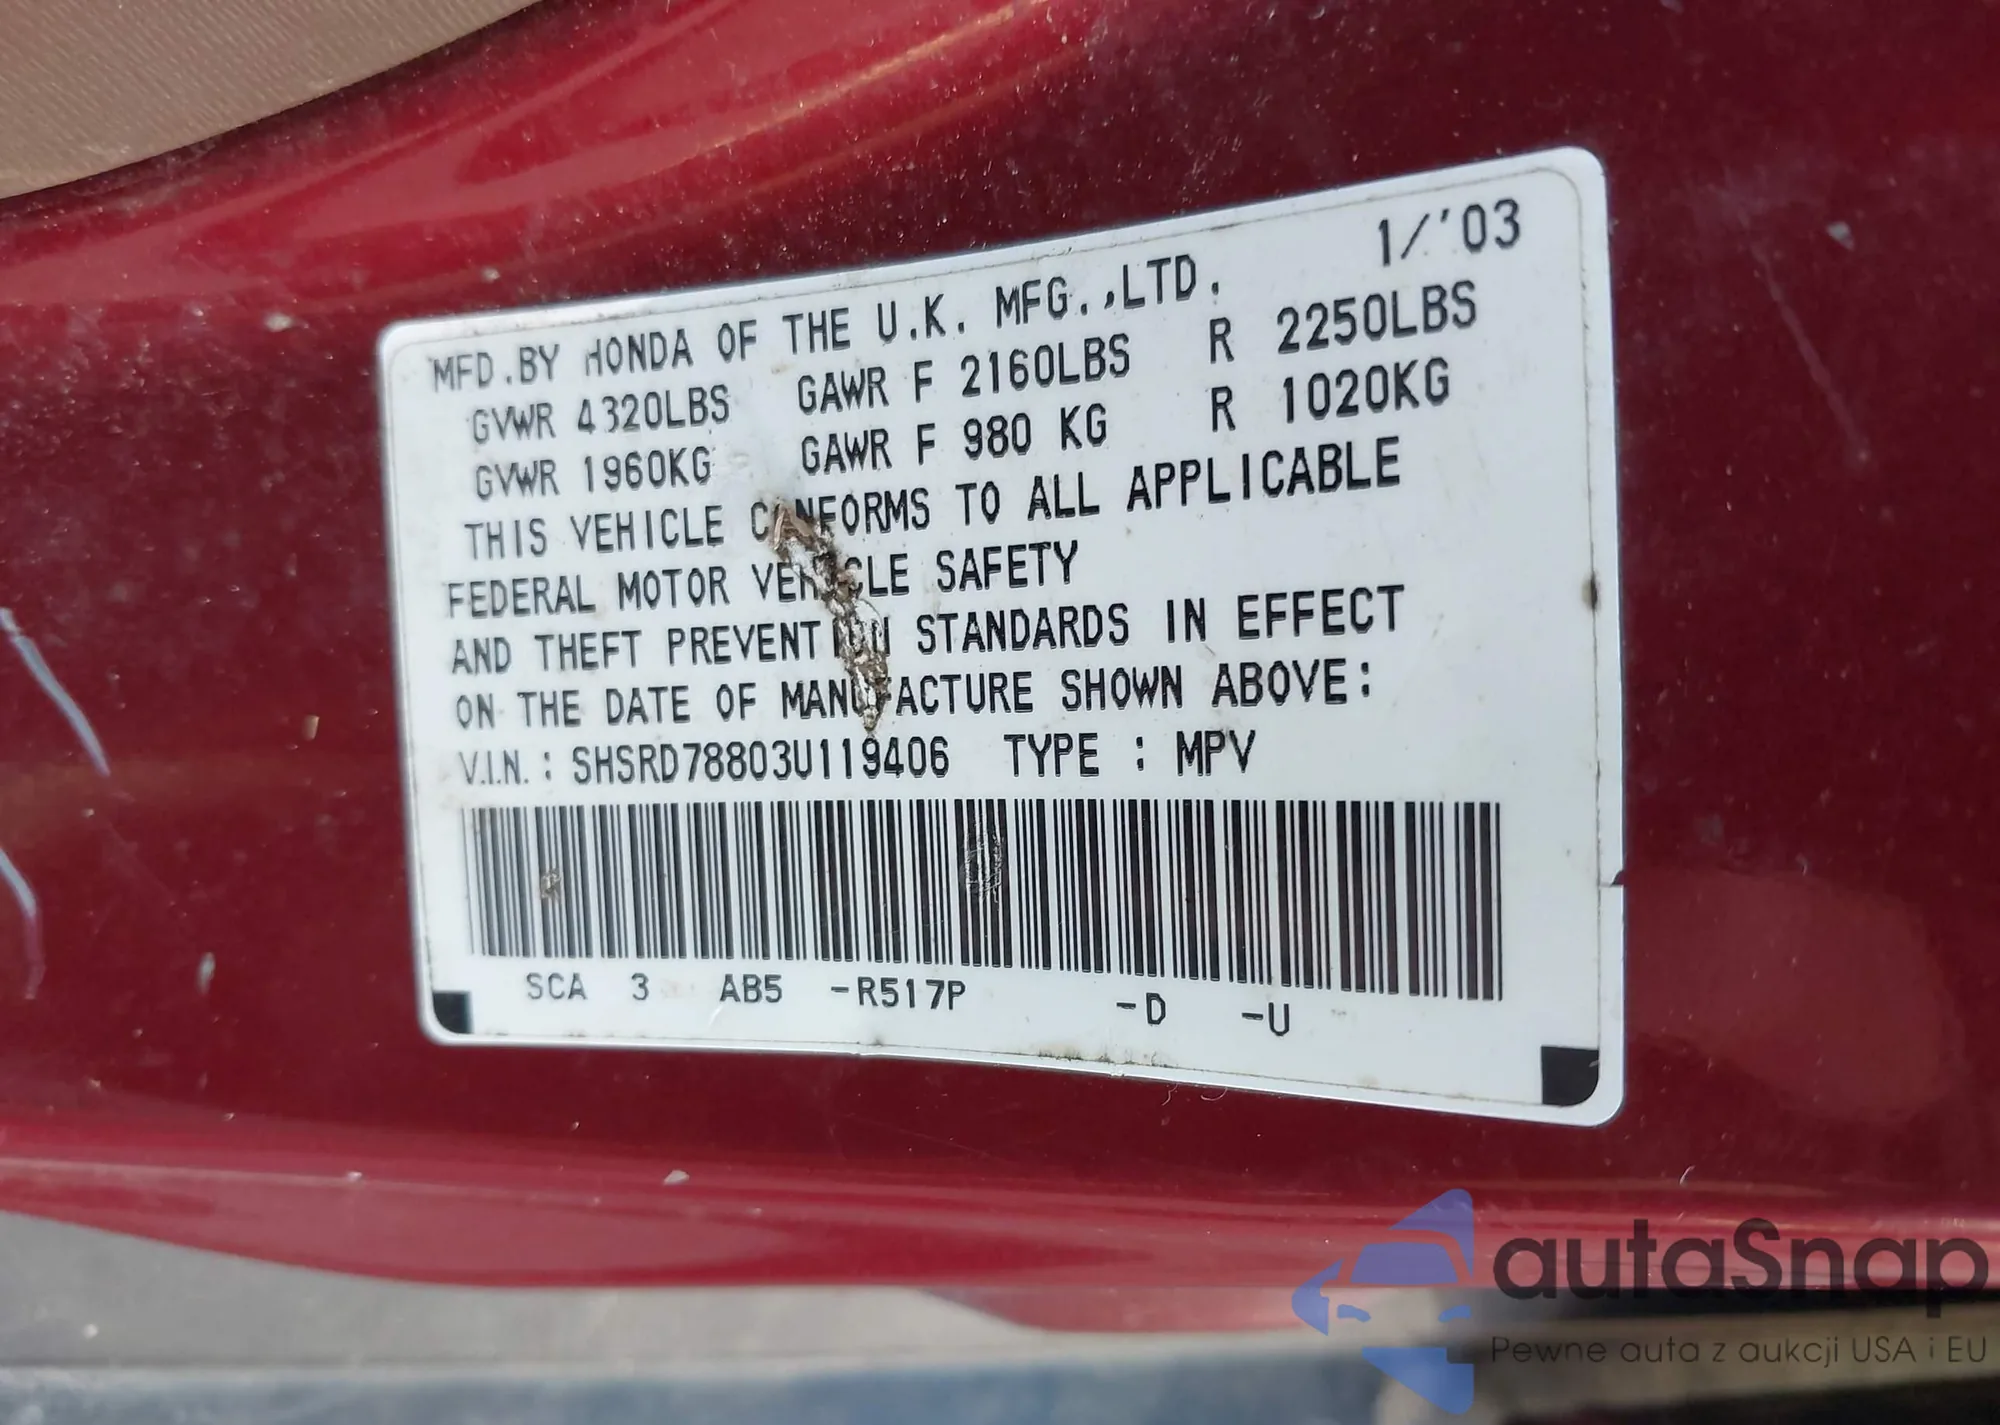 1/'03
MFD.BY HONDA OF THE U.K. MFG.,LTD.
GVWR 4320LBS GAWR F 2160LBS R 2250LBS
GVWR 1960KG GAWR F 980 KG R 1020KG
THIS VEHICLE CONFORMS TO ALL APPLICABLE
FEDERAL MOTOR VEHICLE SAFETY
AND THEFT PREVENTION STANDARDS IN EFFECT
ON THE DATE OF MANUFACTURE SHOWN ABOVE:
V.I.N.: SHSRD78803U119406 TYPE : MPV
SCA 3 AB5 -R517P -D -U
autaSnap
Pewne auta z aukcji USA i EU